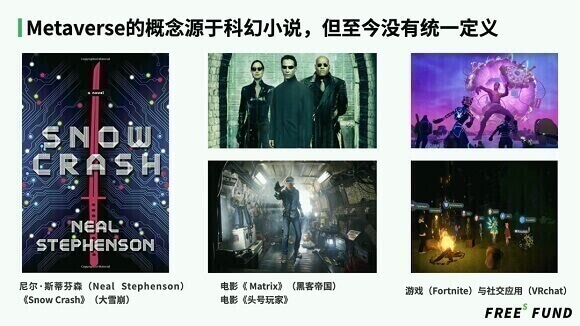 Metaverse的概念源于科幻小说，但至今没有统一定义
a novel
SNOW
CRASH
NEAL
STEPHENSON
尼尔·斯蒂芬森（Neal Stephenson）
《Snow Crash》（大雪崩）
电影《 Matrix》（黑客帝国）
电影《头号玩家》
游戏（Fortnite）与社交应用（VRchat）
FREES FUND